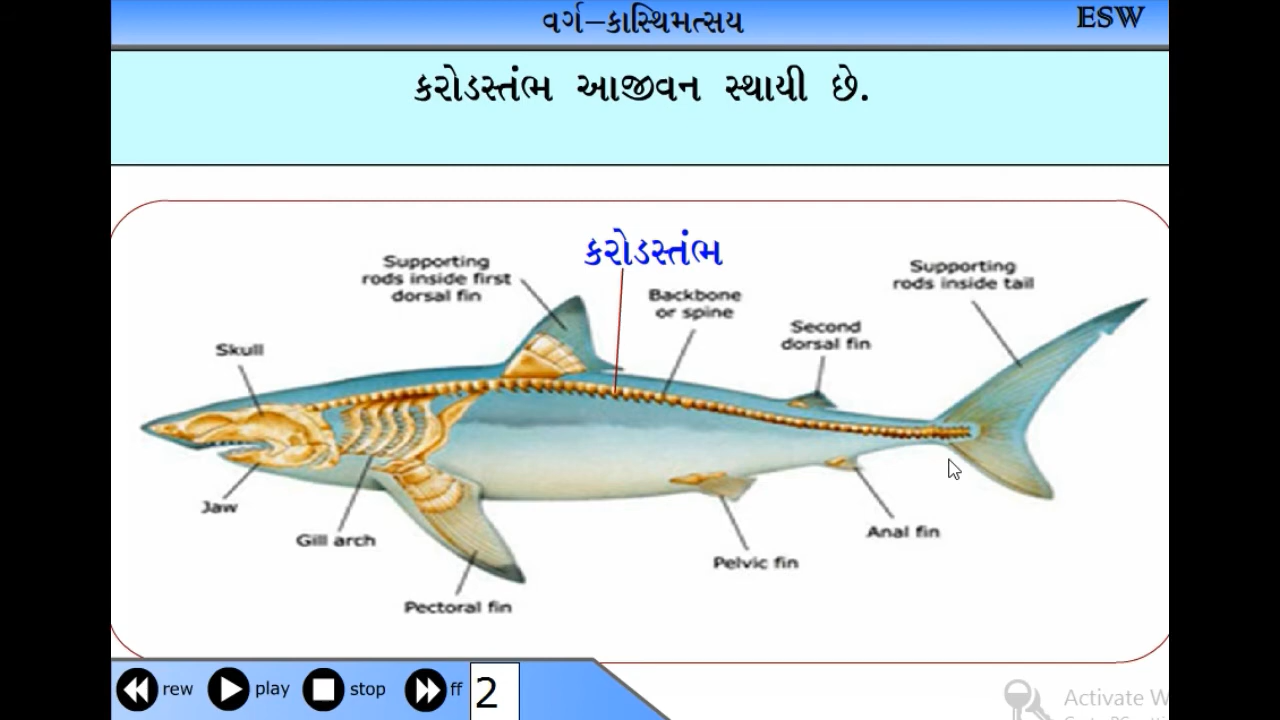 વર્ગ–કાસ્થિમત્સય
ESW
કરોડસ્તંભ આજીવન સ્થાયી છે.
કરોડસ્તંભ
Supporting
rods inside first
dorsal fin
Backbone
or spine
Supporting
rods inside tail
Second
dorsal fin
Skull
Jaw
Gill arch
Pectoral fin
Pelvic fin
Anal fin
rew
play
stop
ff
2
Activate W